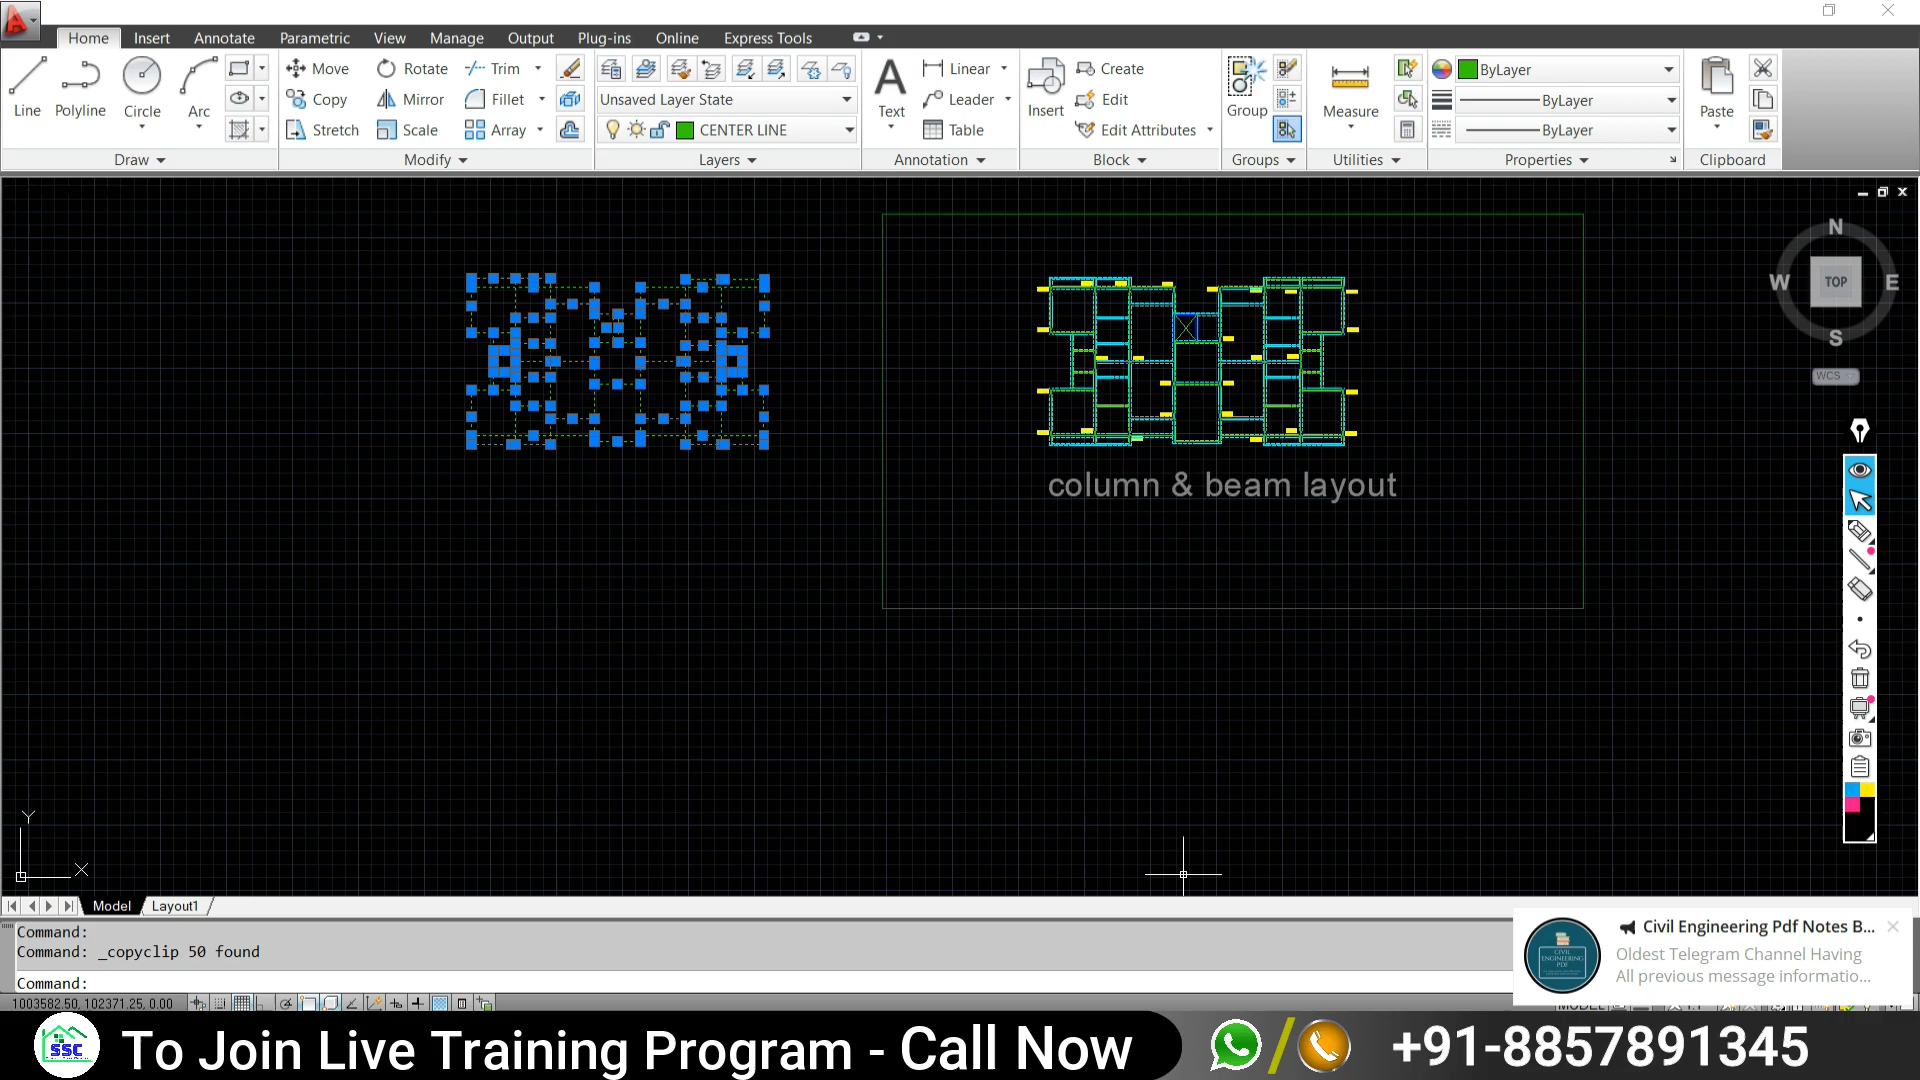 Home Insert Annotate Parametric View Manage Output Plug-ins Online Express Tools
Line Polyline Circle Arc
Move Rotate Trim
Copy Mirror Fillet
Stretch Scale Array
Unsaved Layer State
CENTER LINE
Text
Linear
Leader
Table
Insert
Create
Edit
Edit Attributes
Group
Measure
ByLayer
ByLayer
ByLayer
Paste
Draw Modify Layers Annotation Block Groups Utilities Properties Clipboard
N
W TOP E
S
WCS
column & beam layout
Y
X
Model Layout1
Command:
Command: _copyclip 50 found
Command:
1003582.50, 102371.25, 0.00
Civil Engineering Pdf Notes B...
Oldest Telegram Channel Having
All previous message informatio...
CIVIL
ENGINEERING
PDF
SSC
To Join Live Training Program - Call Now
+91-8857891345